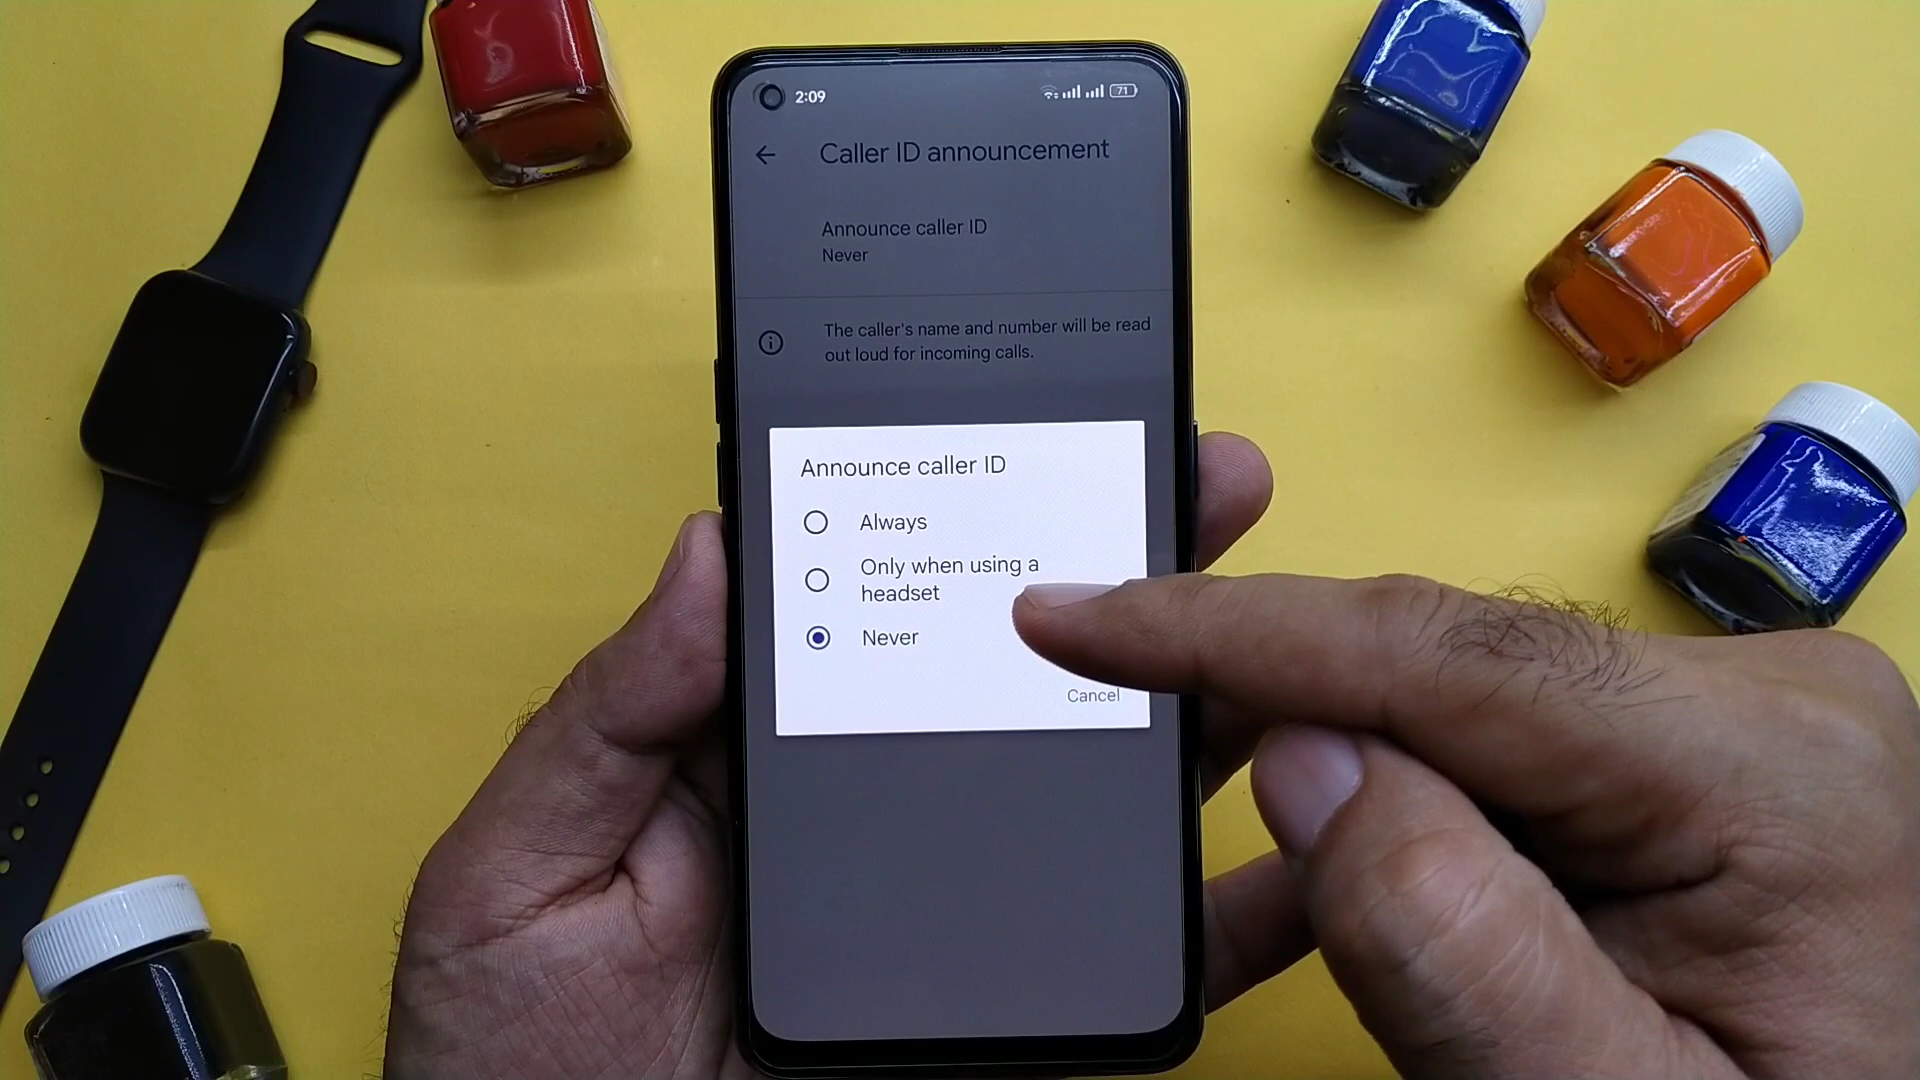 2:09
71
Caller ID announcement
Announce caller ID
Never
The caller's name and number will be read
out loud for incoming calls.
Announce caller ID
Always
Only when using a
headset
Never
Cancel